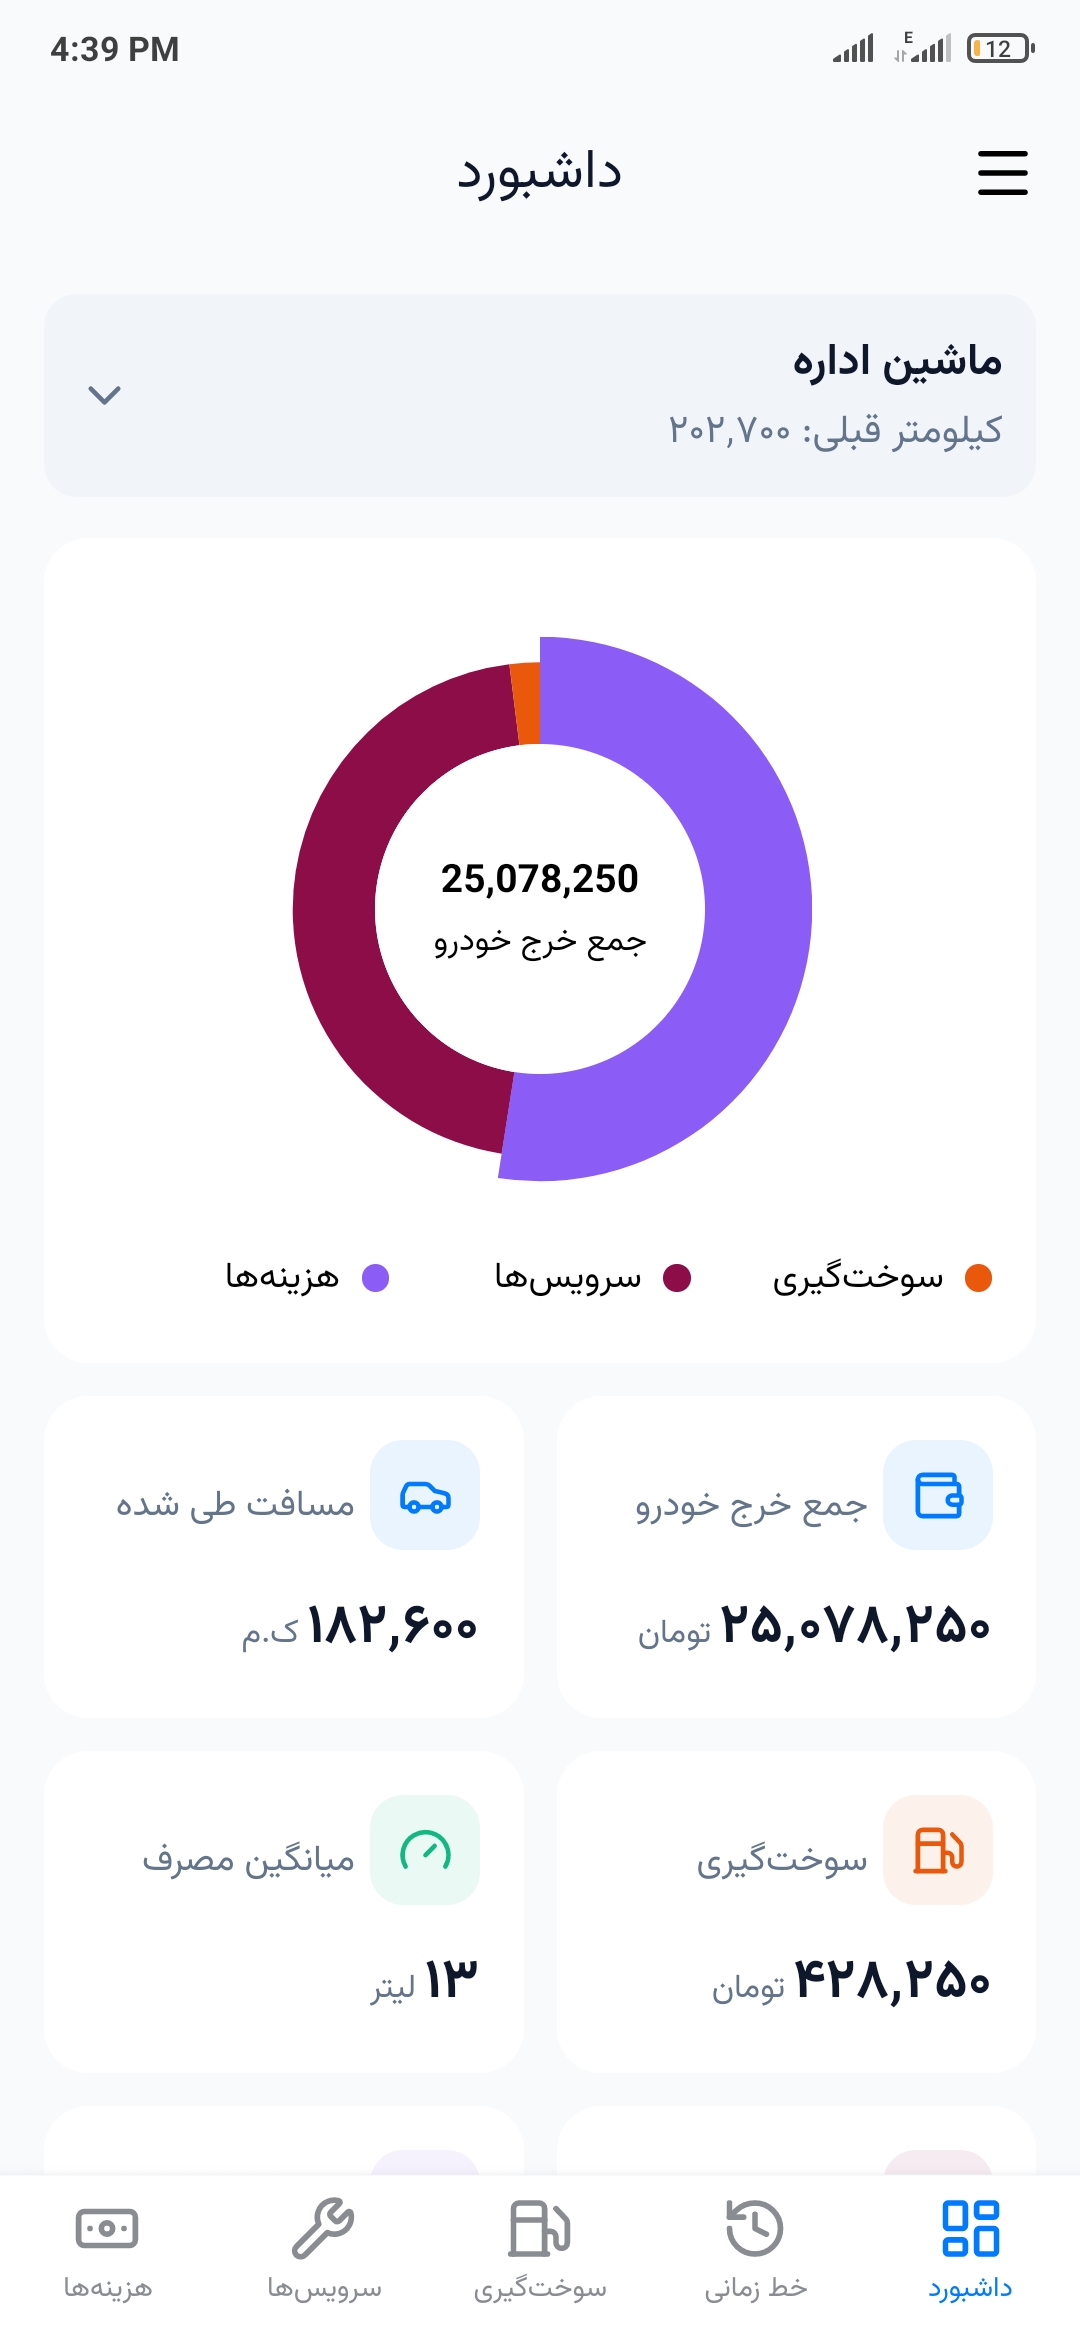 4:39 PM
E
12
داشبورد
ماشین اداره
کیلومتر قبلی: ۲۰۲,۷۰۰
25,078,250
جمع خرج خودرو
سوخت‌گیری
سرویس‌ها
هزینه‌ها
جمع خرج خودرو
۲۵,۰۷۸,۲۵۰ تومان
مسافت طی شده
۱۸۲,۶۰۰ ک.م
سوخت‌گیری
۴۲۸,۲۵۰ تومان
میانگین مصرف
۱۳ لیتر
داشبورد
خط زمانی
سوخت‌گیری
سرویس‌ها
هزینه‌ها